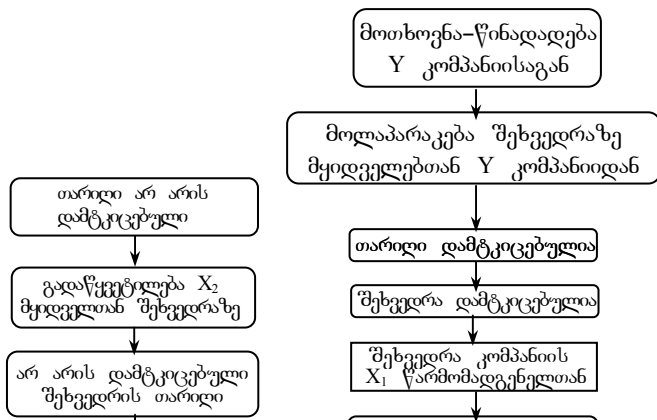 მოთხოვნა–წინადადება
Y კომპანიისაგან
მოლაპარაკება შეხვედრაზე
მყიდველებთან Y კომპანიიდან
თარიღი არ არის
დამტკიცებული
თარიღი დამტკიცებულია
გადაწყვეტილება X₂
მყიდველთან შეხვედრაზე
შეხვედრა დამტკიცებულია
არ არის დამტკიცებული
შეხვედრის თარიღი
შეხვედრა კომპანიის
X₁ წარმომადგენელთან